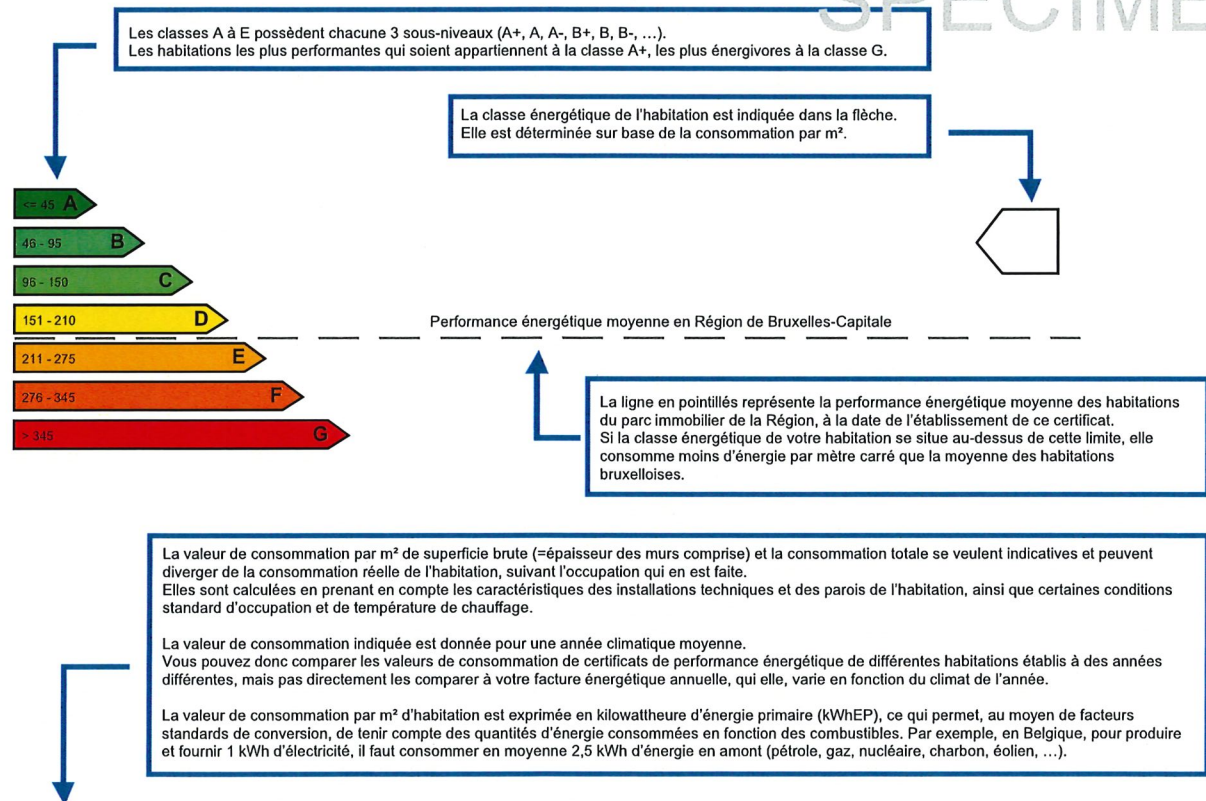 SPECIME
Les classes A à E possèdent chacune 3 sous-niveaux (A+, A, A-, B+, B, B-, …).
Les habitations les plus performantes qui soient appartiennent à la classe A+, les plus énergivores à la classe G.
La classe énergétique de l'habitation est indiquée dans la flèche.
Elle est déterminée sur base de la consommation par m².
<= 45 A
46 - 95 B
96 - 150 C
151 - 210 D
Performance énergétique moyenne en Région de Bruxelles-Capitale
211 - 275 E
276 - 345 F
> 345 G
La ligne en pointillés représente la performance énergétique moyenne des habitations
du parc immobilier de la Région, à la date de l'établissement de ce certificat.
Si la classe énergétique de votre habitation se situe au-dessus de cette limite, elle
consomme moins d'énergie par mètre carré que la moyenne des habitations
bruxelloises.
La valeur de consommation par m² de superficie brute (=épaisseur des murs comprise) et la consommation totale se veulent indicatives et peuvent
diverger de la consommation réelle de l'habitation, suivant l'occupation qui en est faite.
Elles sont calculées en prenant en compte les caractéristiques des installations techniques et des parois de l'habitation, ainsi que certaines conditions
standard d'occupation et de température de chauffage.
La valeur de consommation indiquée est donnée pour une année climatique moyenne.
Vous pouvez donc comparer les valeurs de consommation de certificats de performance énergétique de différentes habitations établis à des années
différentes, mais pas directement les comparer à votre facture énergétique annuelle, qui elle, varie en fonction du climat de l'année.
La valeur de consommation par m² d'habitation est exprimée en kilowattheure d'énergie primaire (kWhEP), ce qui permet, au moyen de facteurs
standards de conversion, de tenir compte des quantités d'énergie consommées en fonction des combustibles. Par exemple, en Belgique, pour produire
et fournir 1 kWh d'électricité, il faut consommer en moyenne 2,5 kWh d'énergie en amont (pétrole, gaz, nucléaire, charbon, éolien, …).